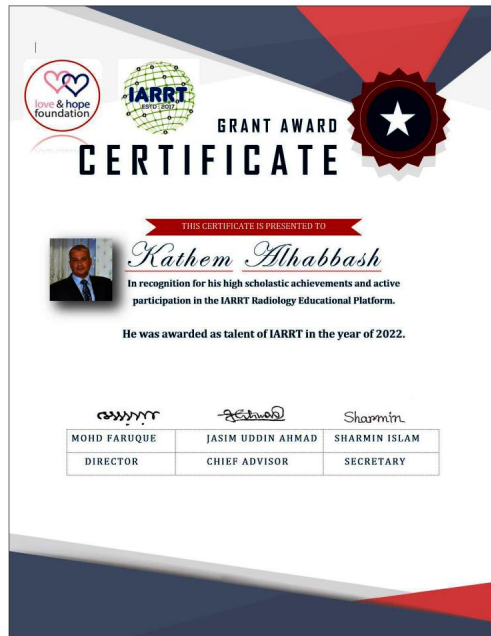 love & hope
foundation
IARRT
ESTD : 2017
GRANT AWARD
CERTIFICATE
THIS CERTIFICATE IS PRESENTED TO
Kathem Alhabbash
In recognition for his high scholastic achievements and active
participation in the IARRT Radiology Educational Platform.
He was awarded as talent of IARRT in the year of 2022.
Sharmin
MOHD FARUQUE JASIM UDDIN AHMAD SHARMIN ISLAM
DIRECTOR CHIEF ADVISOR SECRETARY